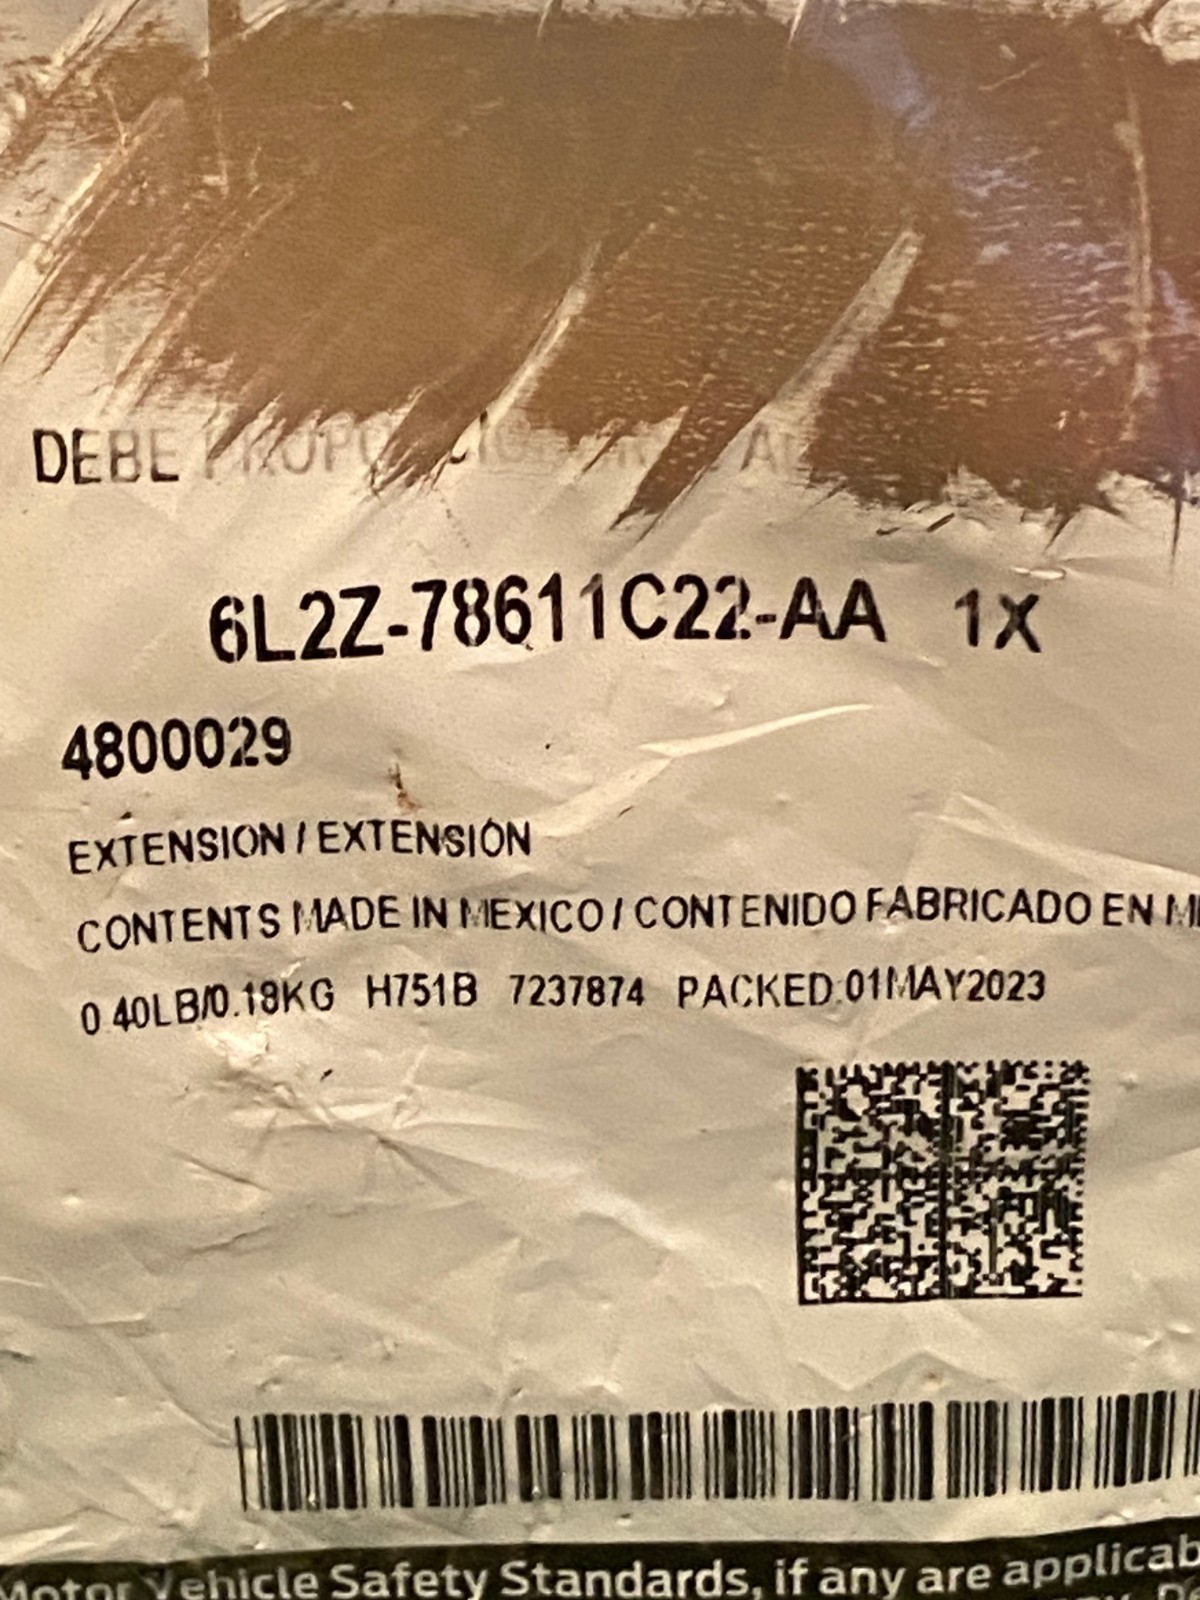 DEBE
6L2Z-78611C22-AA 1X
4800029
EXTENSION / EXTENSIÓN
CONTENTS MADE IN MEXICO / CONTENIDO FABRICADO EN
0.40LB/0.18KG H751B 7237874 PACKED:01MAY2023
Motor Vehicle Safety Standards, if any are applicab